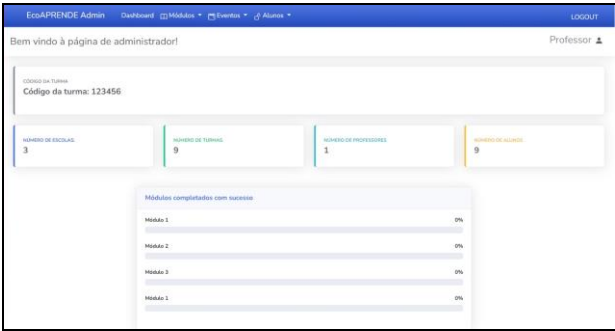 EcoAPRENDE Admin Dashboard Módulos Eventos Alunos LOGOUT
Bem vindo à página de administrador! Professor
CÓDIGO DA TURMA
Código da turma: 123456
NÚMERO DE ESCOLAS NÚMERO DE TURMAS NÚMERO DE PROFESSORES NÚMERO DE ALUNOS
3 9 1 9
Módulos completados com sucesso
Módulo 1 0%
Módulo 2 0%
Módulo 3 0%
Módulo 1 0%